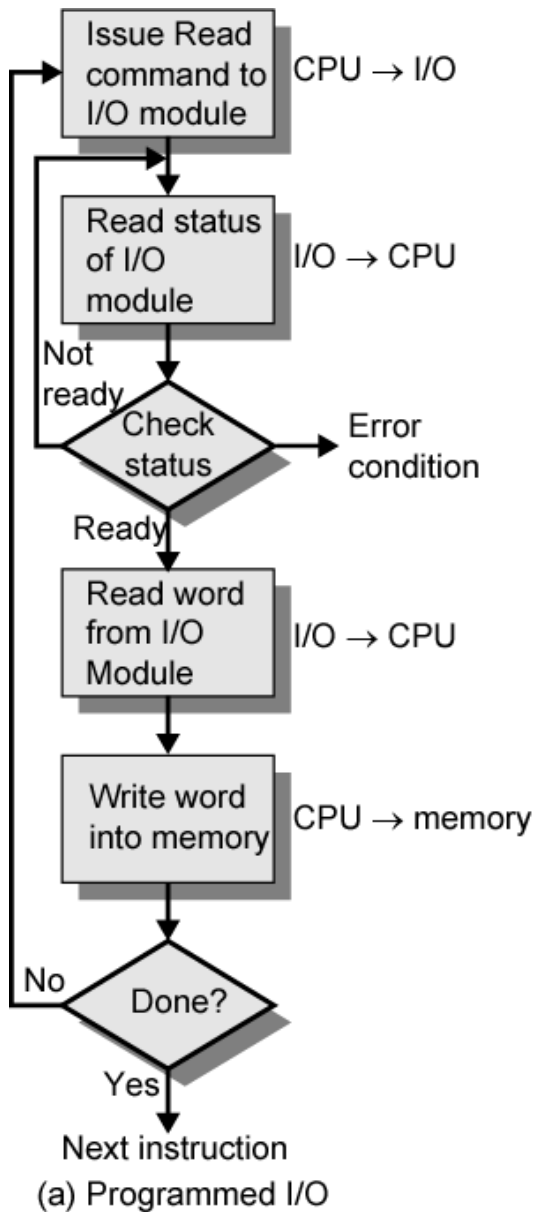 Issue Read
command to
I/O module
CPU → I/O
Read status
of I/O
module
I/O → CPU
Not
ready
Check
status
Error
condition
Ready
Read word
from I/O
Module
I/O → CPU
Write word
into memory
CPU → memory
No
Done?
Yes
Next instruction
(a) Programmed I/O